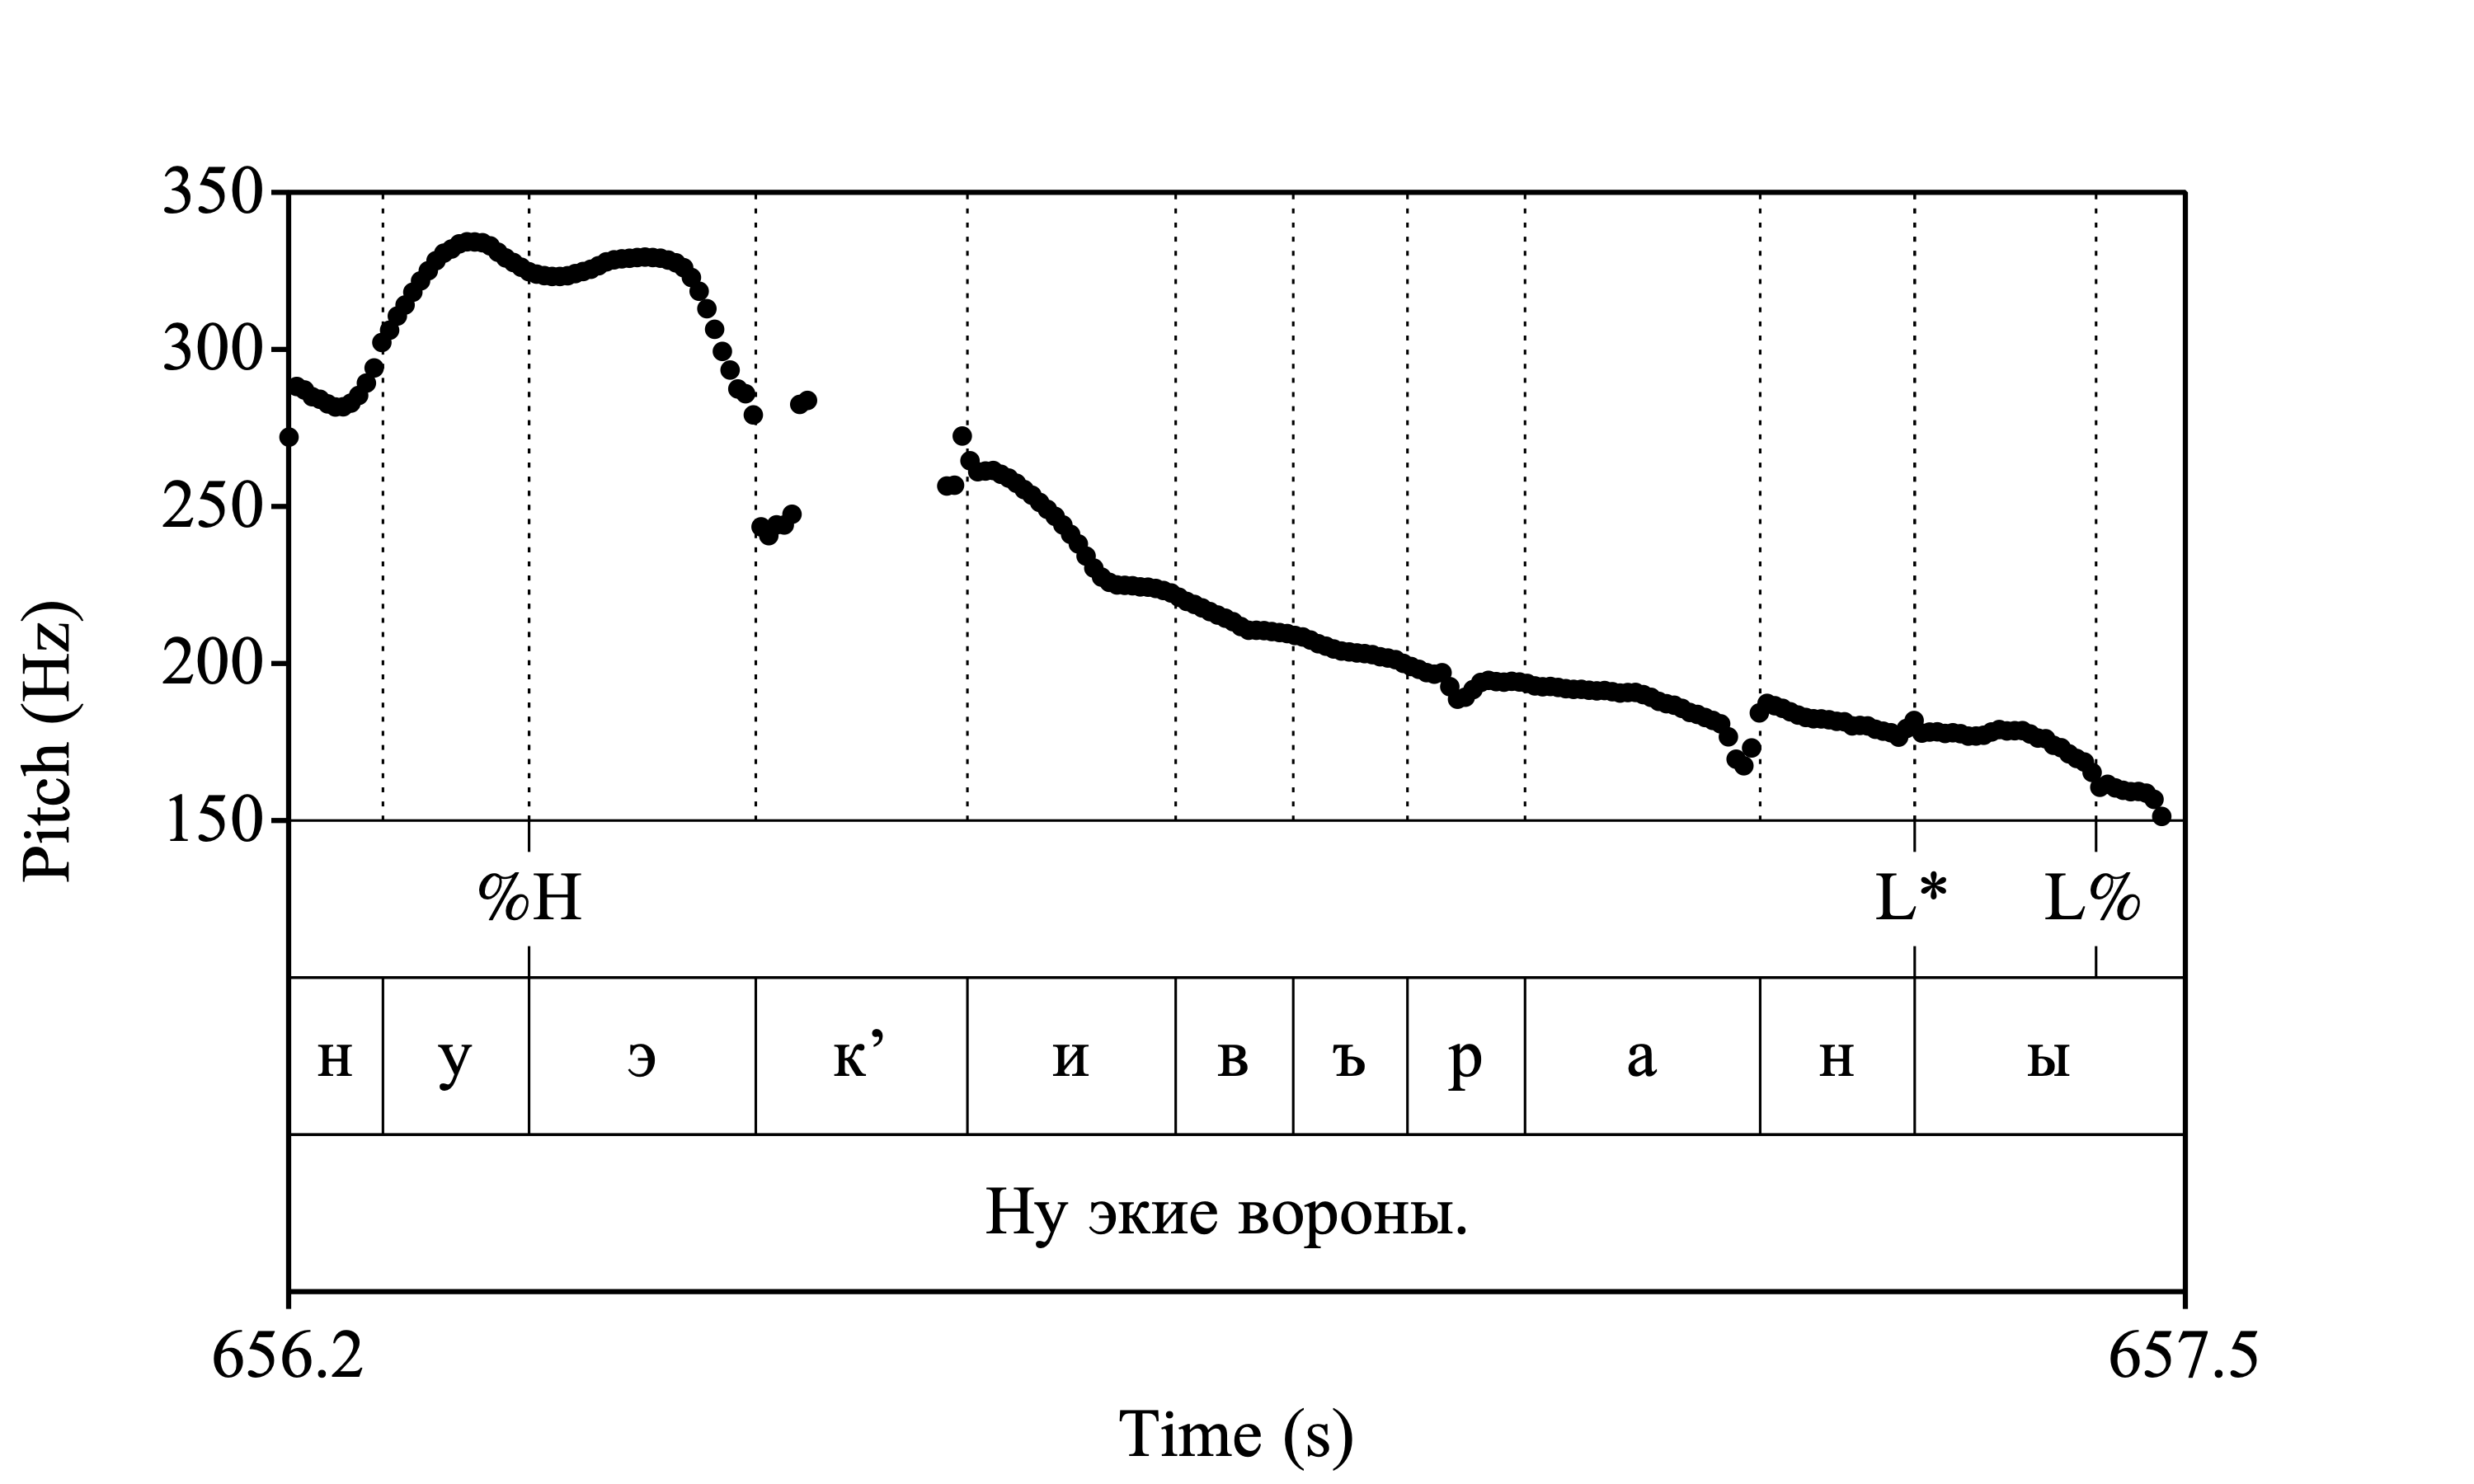 350
300
250
200
150
Pitch (Hz)
%H L* L%
н у э к’ и в ъ р а н ы
Ну экие вороны.
656.2 657.5
Time (s)